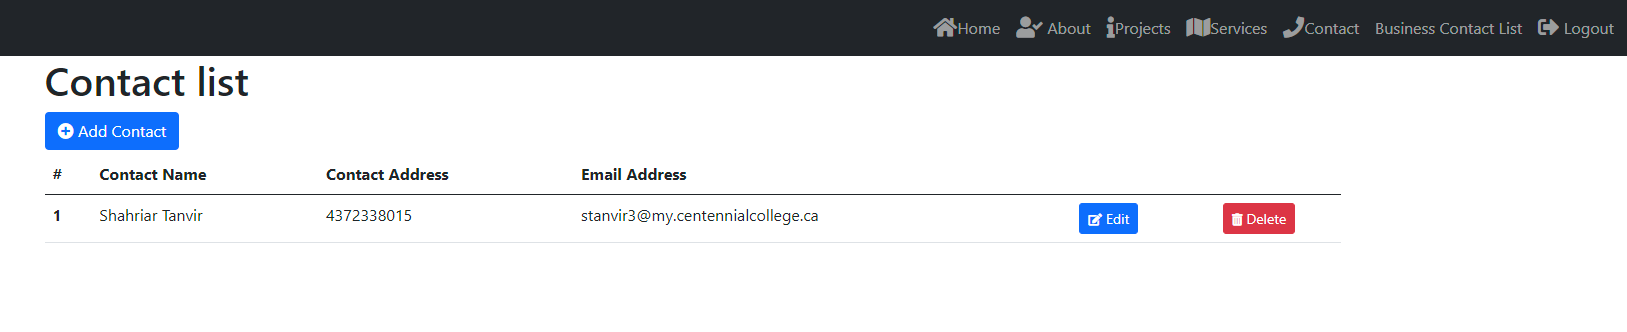 Home About Projects Services Contact Business Contact List Logout
Contact list
Add Contact
# Contact Name Contact Address Email Address
1 Shahriar Tanvir 4372338015 stanvir3@my.centennialcollege.ca Edit Delete